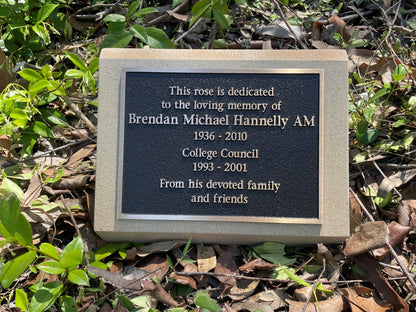 This rose is dedicated
to the loving memory of
Brendan Michael Hannelly AM
1936 - 2010
College Council
1993 - 2001
From his devoted family
and friends